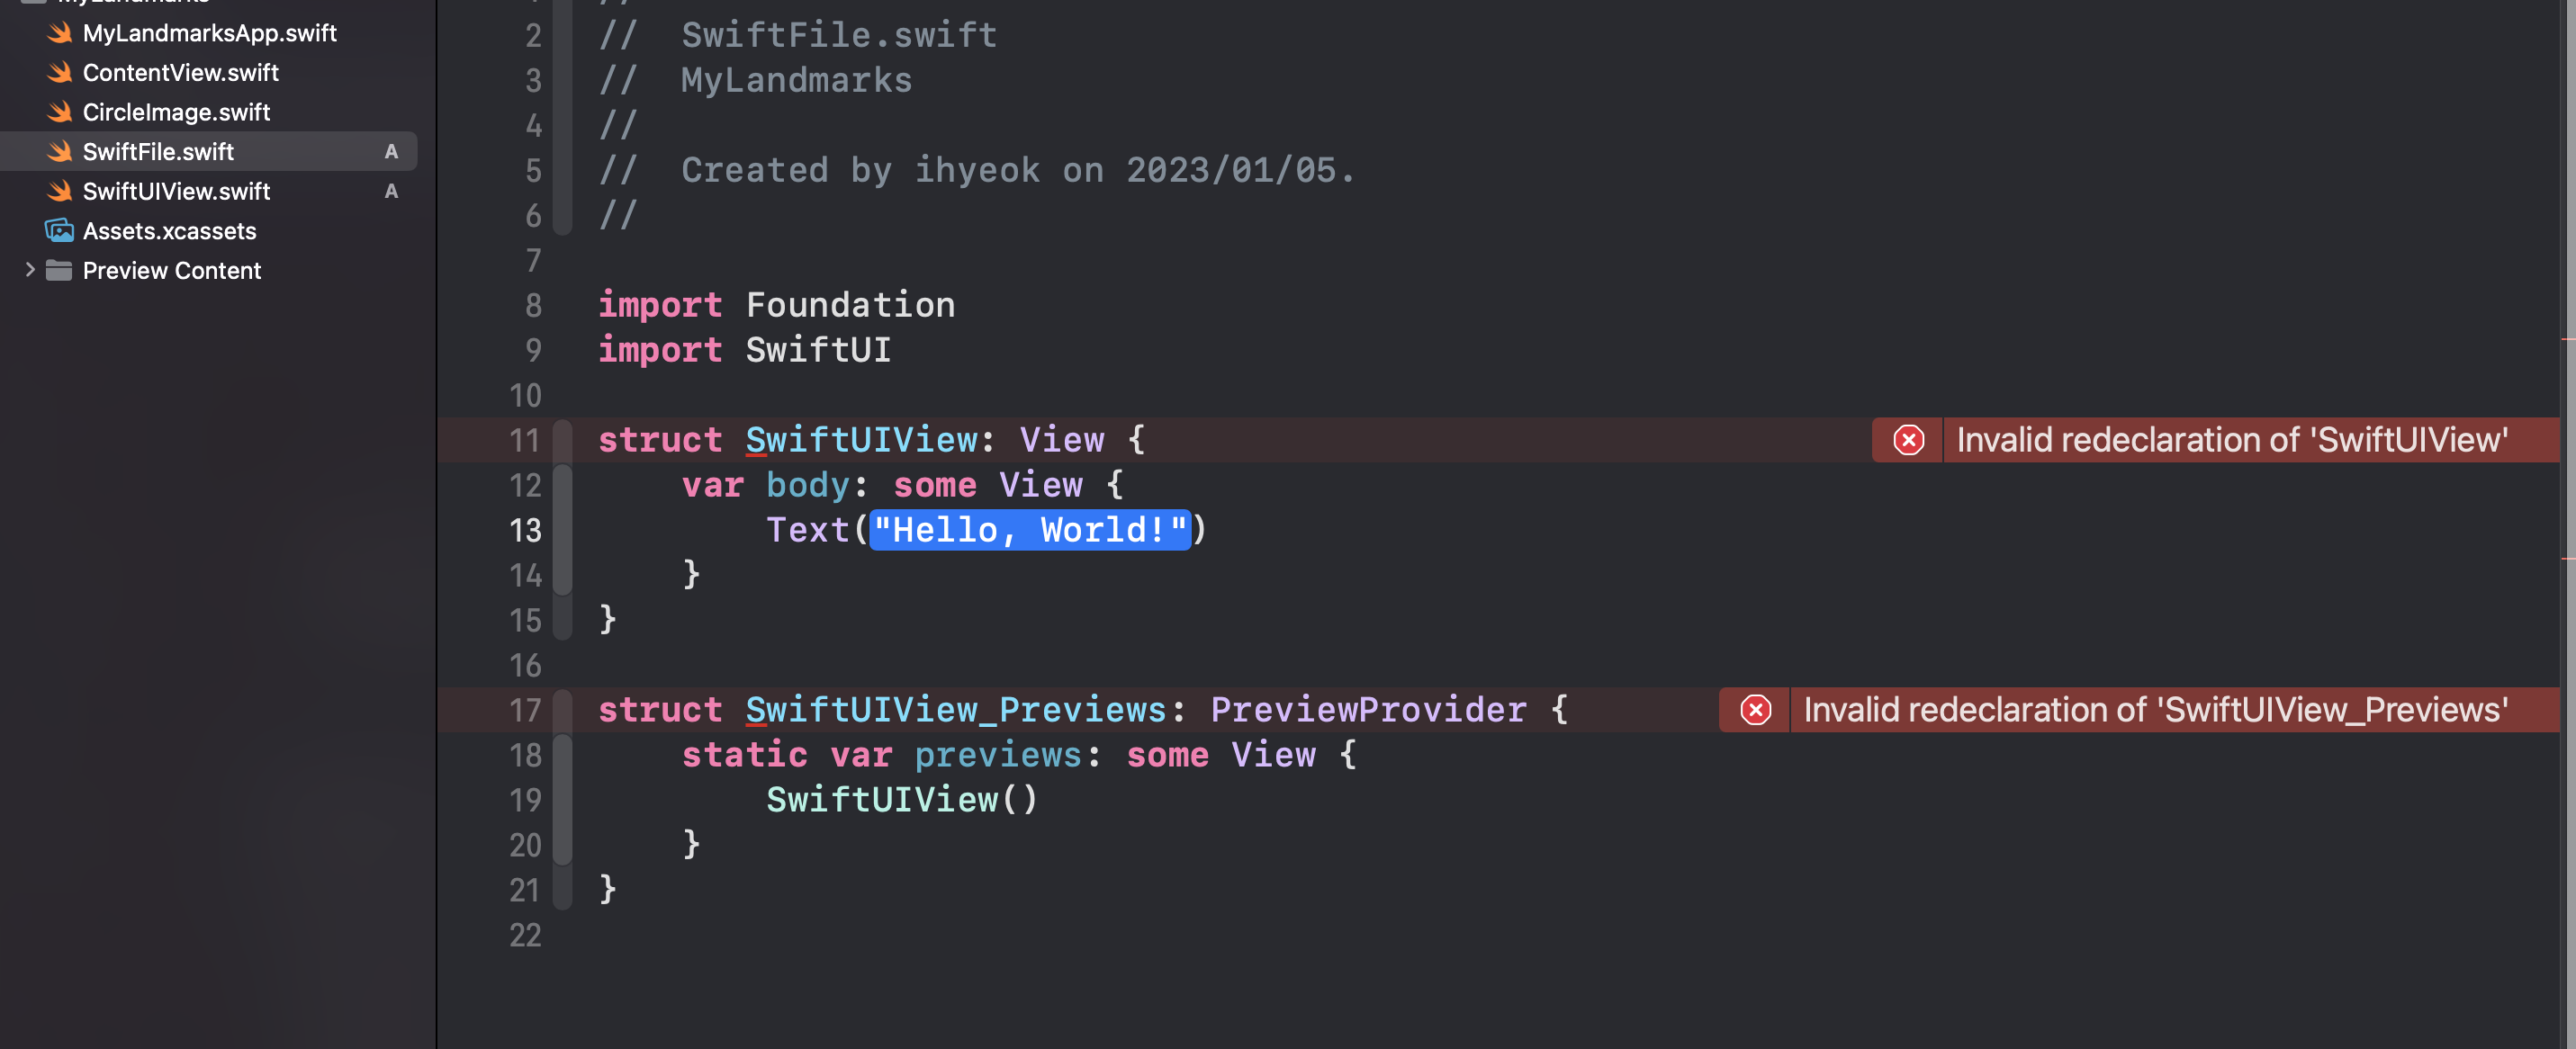 MyLandmarksApp.swift
ContentView.swift
CircleImage.swift
SwiftFile.swift A
SwiftUIView.swift A
Assets.xcassets
Preview Content
2 //  SwiftFile.swift
3 //  MyLandmarks
4 //
5 //  Created by ihyeok on 2023/01/05.
6 //
7
8 import Foundation
9 import SwiftUI
10
11 struct SwiftUIView: View { Invalid redeclaration of 'SwiftUIView'
12     var body: some View {
13         Text("Hello, World!")
14     }
15 }
16
17 struct SwiftUIView_Previews: PreviewProvider { Invalid redeclaration of 'SwiftUIView_Previews'
18     static var previews: some View {
19         SwiftUIView()
20     }
21 }
22